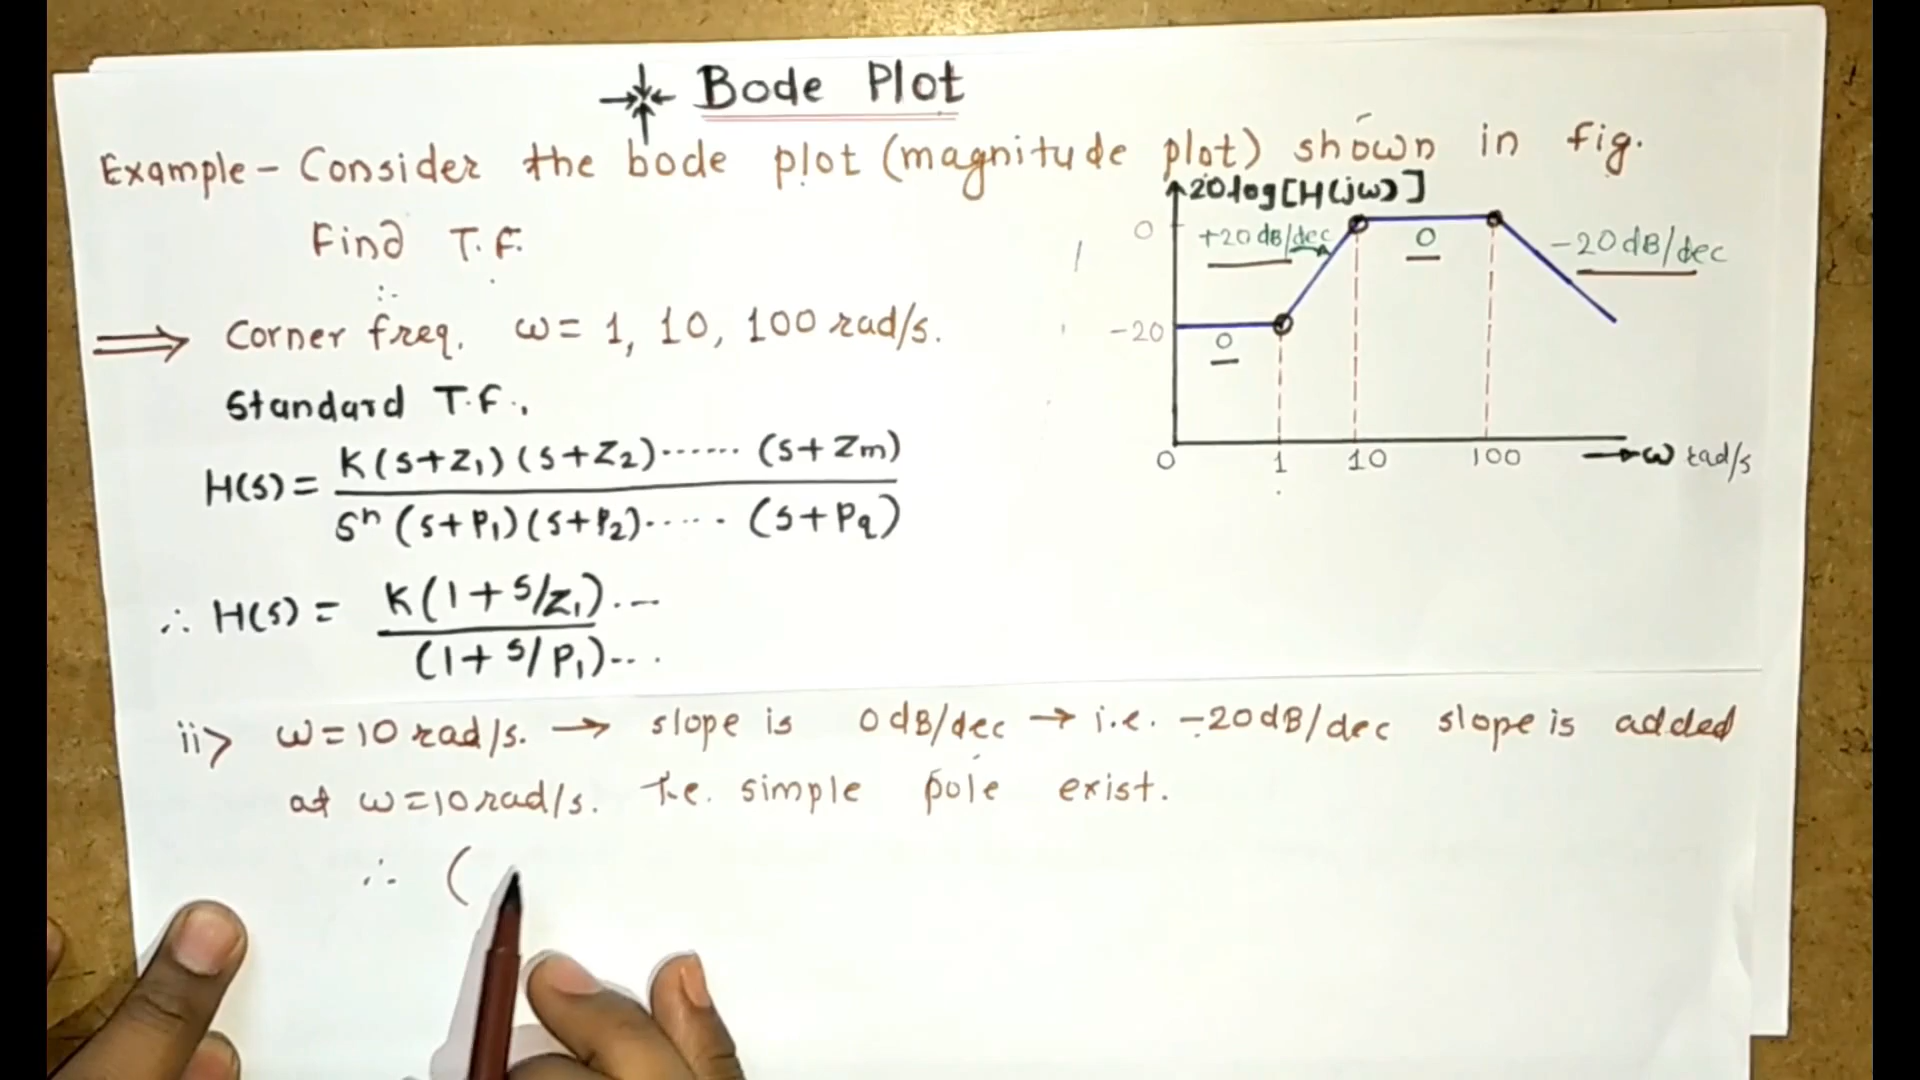 Bode Plot
Example - Consider the bode plot (magnitude plot) shown in fig.
Find T.F.
20log[H(jω)]
0
+20dB/dec
0
-20dB/dec
-20
0
0 1 10 100 → ω rad/s
⟹ Corner freq. ω = 1, 10, 100 rad/s.
Standard T.F.,
H(s) = K(s+z₁)(s+z₂)......(s+zm)
sⁿ(s+p₁)(s+p₂)......(s+pq)
∴ H(s) = K(1+s/z₁)...
(1+s/p₁)...
ii> ω=10 rad/s. → slope is 0dB/dec → i.e. -20dB/dec slope is added
at ω=10rad/s. I.e. simple pole exist.
∴ (